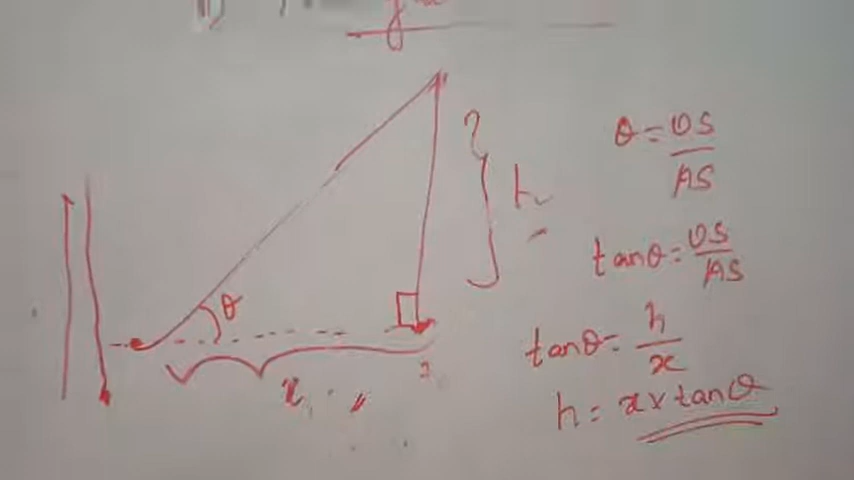 θ
h
x
θ = OS / AS
tanθ = OS / AS
tanθ = h / x
h = x × tanθ